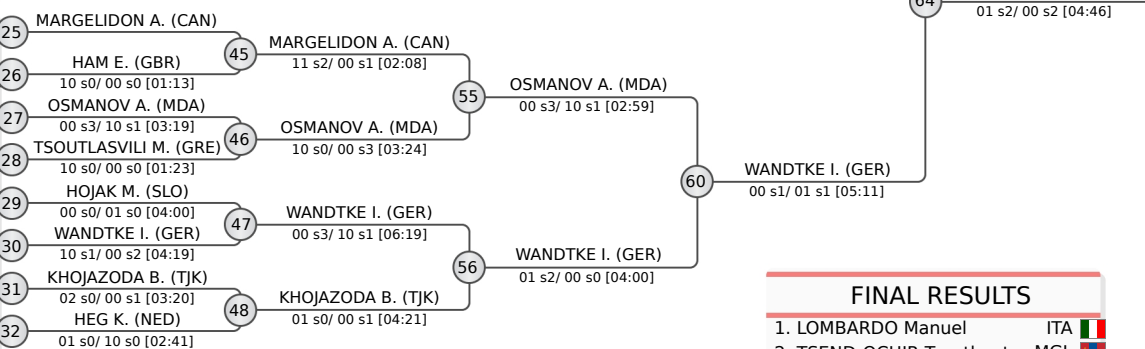 64
01 s2/ 00 s2 [04:46]
25
MARGELIDON A. (CAN)
45
MARGELIDON A. (CAN)
11 s2/ 00 s1 [02:08]
26
HAM E. (GBR)
10 s0/ 00 s0 [01:13]
55
OSMANOV A. (MDA)
00 s3/ 10 s1 [02:59]
27
OSMANOV A. (MDA)
00 s3/ 10 s1 [03:19]
46
OSMANOV A. (MDA)
10 s0/ 00 s3 [03:24]
28
TSOUTLASVILI M. (GRE)
10 s0/ 00 s0 [01:23]
60
WANDTKE I. (GER)
00 s1/ 01 s1 [05:11]
29
HOJAK M. (SLO)
00 s0/ 01 s0 [04:00]
47
WANDTKE I. (GER)
00 s3/ 10 s1 [06:19]
30
WANDTKE I. (GER)
10 s1/ 00 s2 [04:19]
56
WANDTKE I. (GER)
01 s2/ 00 s0 [04:00]
31
KHOJAZODA B. (TJK)
02 s0/ 00 s1 [03:20]
48
KHOJAZODA B. (TJK)
01 s0/ 00 s1 [04:21]
32
HEG K. (NED)
01 s0/ 10 s0 [02:41]
FINAL RESULTS
1. LOMBARDO Manuel ITA